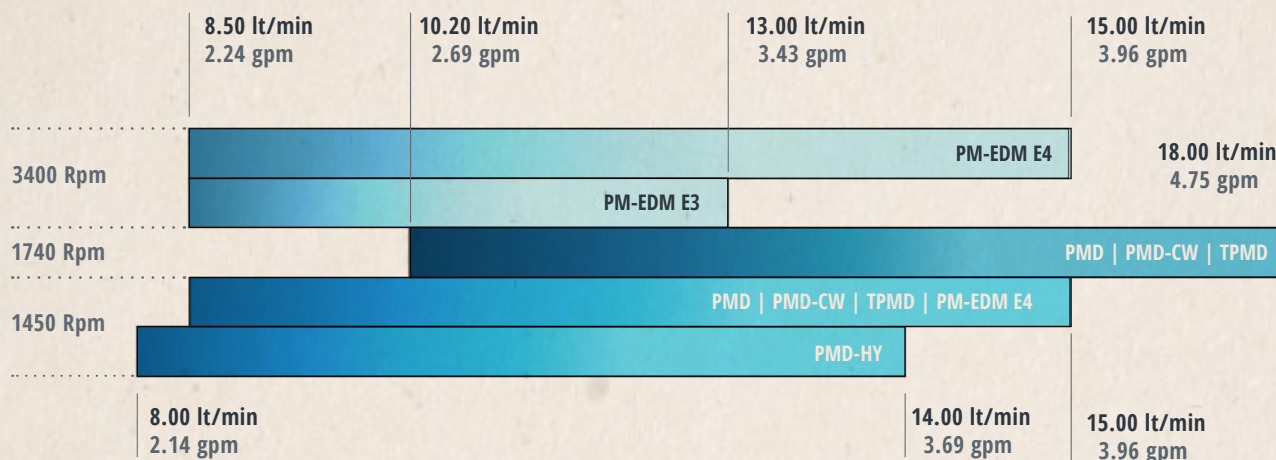 8.50 lt/min
2.24 gpm
10.20 lt/min
2.69 gpm
13.00 lt/min
3.43 gpm
15.00 lt/min
3.96 gpm
3400 Rpm
PM-EDM E4
18.00 lt/min
4.75 gpm
PM-EDM E3
1740 Rpm
PMD | PMD-CW | TPMD
1450 Rpm
PMD | PMD-CW | TPMD | PM-EDM E4
PMD-HY
8.00 lt/min
2.14 gpm
14.00 lt/min
3.69 gpm
15.00 lt/min
3.96 gpm